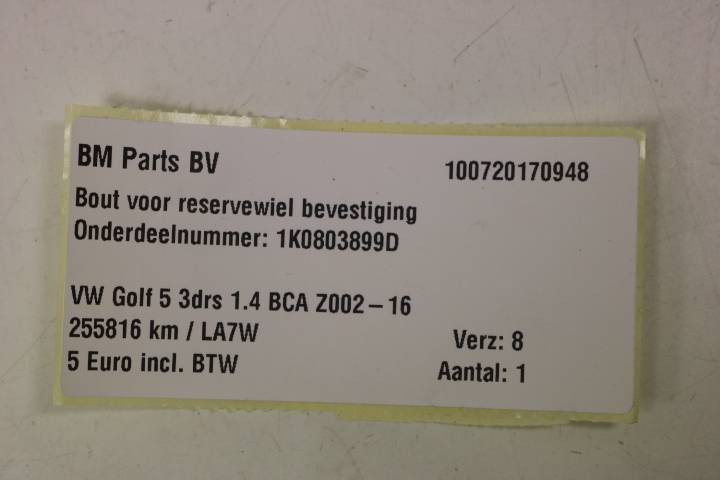 BM Parts BV 100720170948
Bout voor reservewiel bevestiging
Onderdeelnummer: 1K0803899D
VW Golf 5 3drs 1.4 BCA Z002-16
255816 km / LA7W Verz: 8
5 Euro incl. BTW Aantal: 1